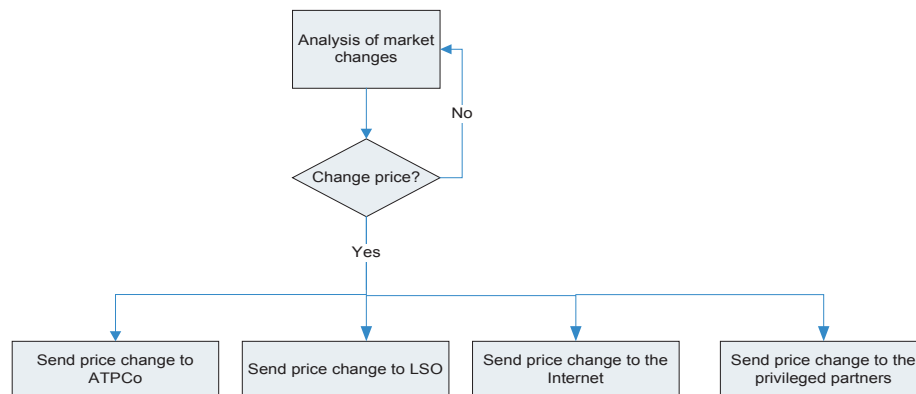 Analysis of market
changes
No
Change price?
Yes
Send price change to
ATPCo
Send price change to LSO
Send price change to the
Internet
Send price change to the
privileged partners